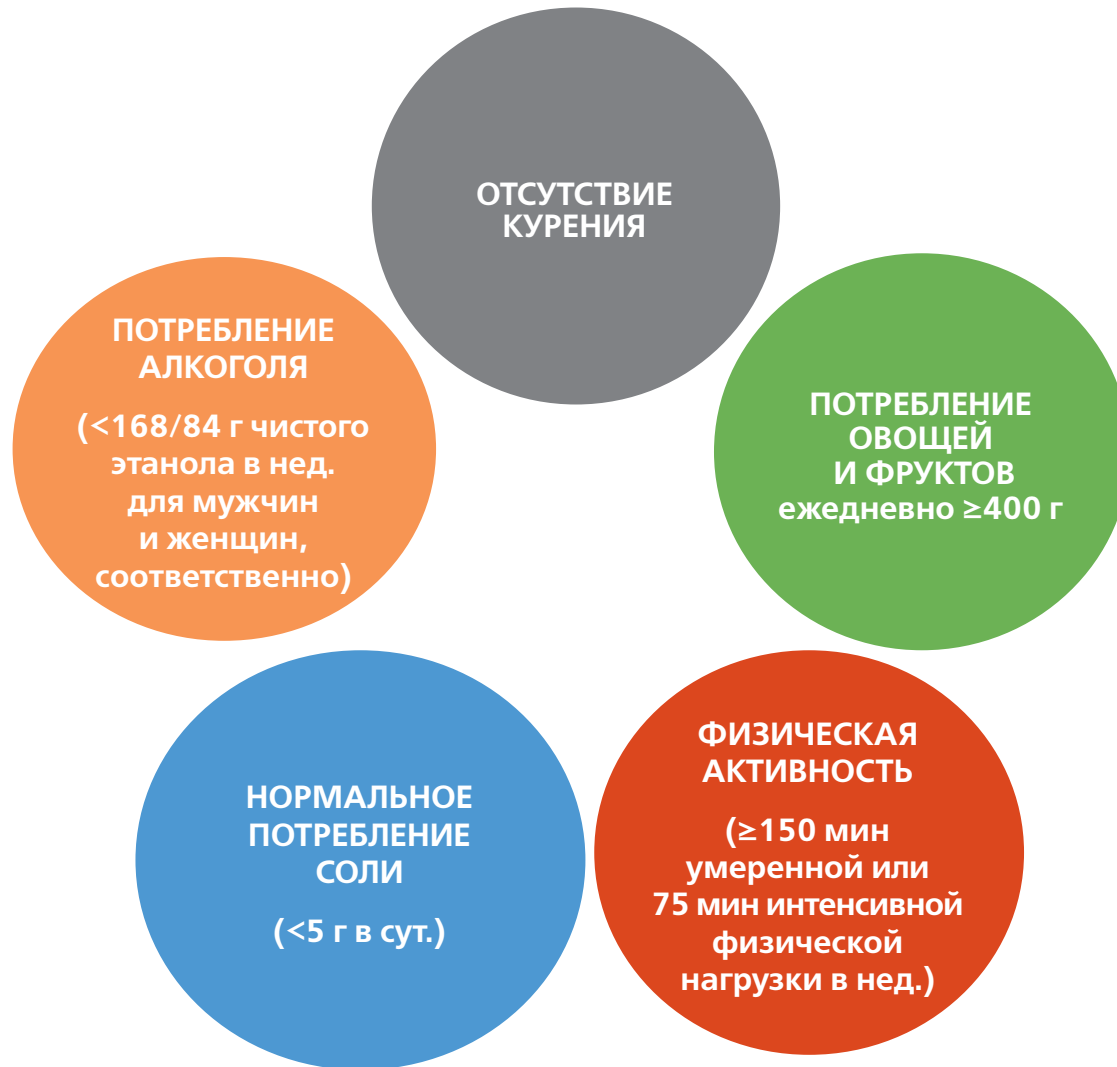 ОТСУТСТВИЕ
КУРЕНИЯ
ПОТРЕБЛЕНИЕ
АЛКОГОЛЯ
(<168/84 г чистого
этанола в нед.
для мужчин
и женщин,
соответственно)
ПОТРЕБЛЕНИЕ
ОВОЩЕЙ
И ФРУКТОВ
ежедневно ≥400 г
НОРМАЛЬНОЕ
ПОТРЕБЛЕНИЕ
СОЛИ
(<5 г в сут.)
ФИЗИЧЕСКАЯ
АКТИВНОСТЬ
(≥150 мин
умеренной или
75 мин интенсивной
физической
нагрузки в нед.)